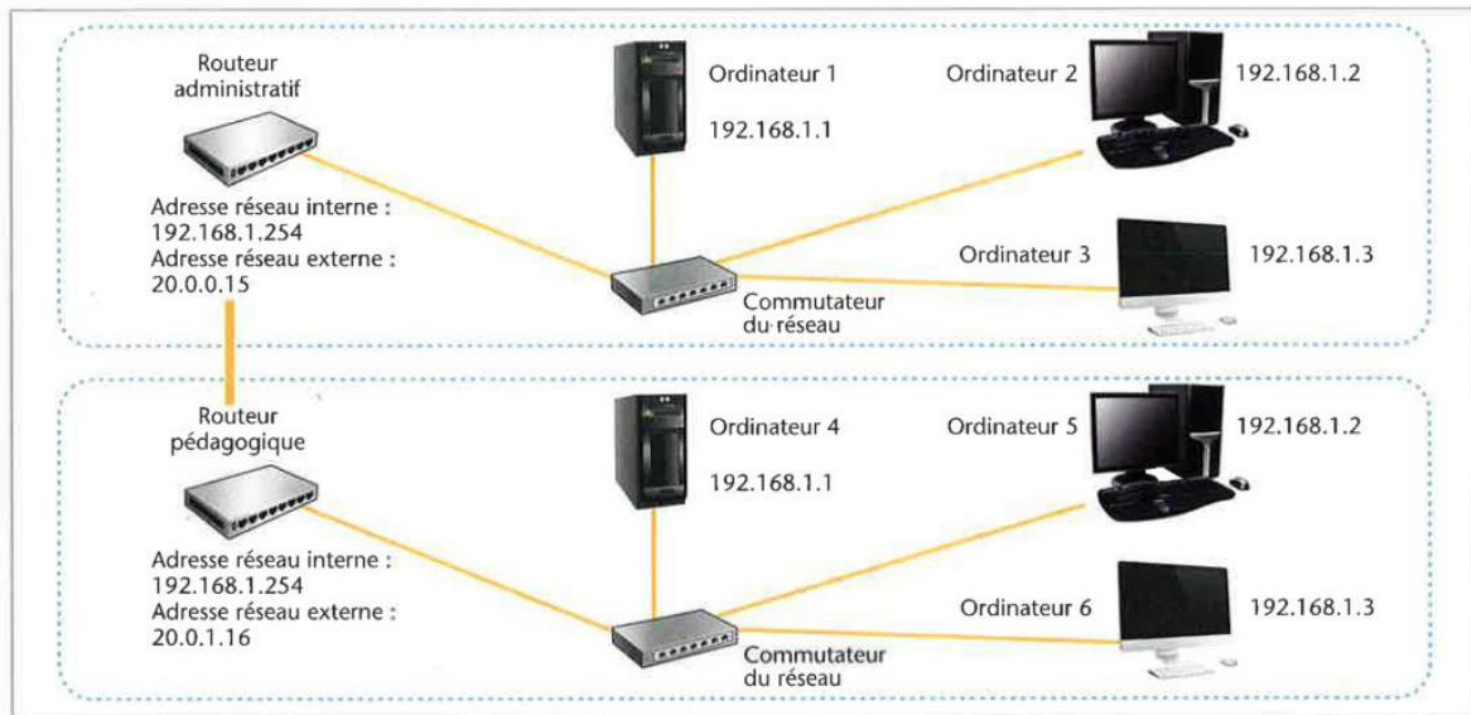 Routeur
administratif
Adresse réseau interne :
192.168.1.254
Adresse réseau externe :
20.0.0.15
Ordinateur 1
192.168.1.1
Ordinateur 2
192.168.1.2
Ordinateur 3
192.168.1.3
Commutateur
du réseau
Routeur
pédagogique
Adresse réseau interne :
192.168.1.254
Adresse réseau externe :
20.0.1.16
Ordinateur 4
192.168.1.1
Ordinateur 5
192.168.1.2
Ordinateur 6
192.168.1.3
Commutateur
du réseau